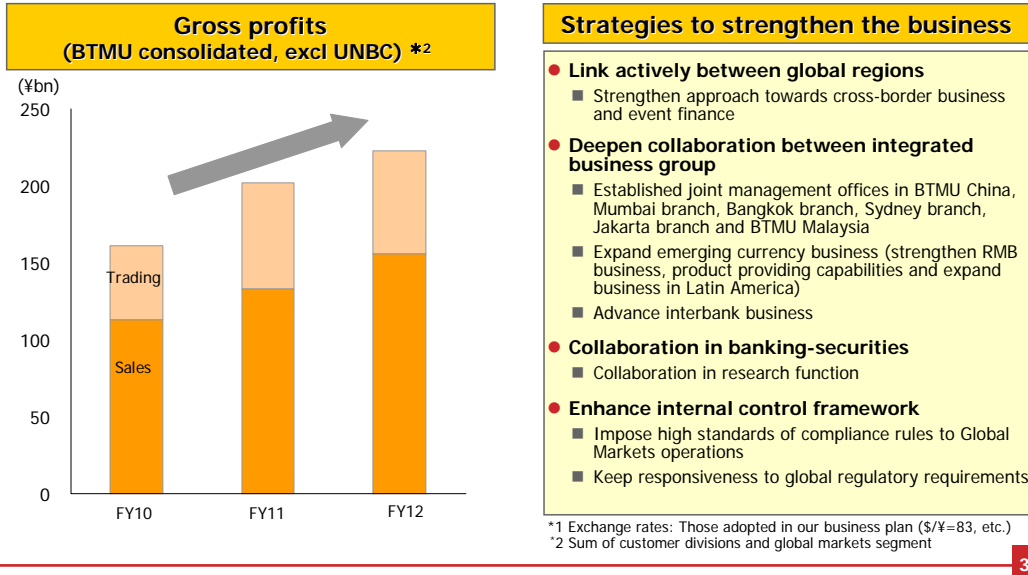 Gross profits
(BTMU consolidated, excl UNBC) *2
(¥bn)
250
200
150
100
50
0
Trading
Sales
FY10
FY11
FY12
Strategies to strengthen the business
● Link actively between global regions
■ Strengthen approach towards cross-border business
and event finance
● Deepen collaboration between integrated
business group
■ Established joint management offices in BTMU China,
Mumbai branch, Bangkok branch, Sydney branch,
Jakarta branch and BTMU Malaysia
■ Expand emerging currency business (strengthen RMB
business, product providing capabilities and expand
business in Latin America)
■ Advance interbank business
● Collaboration in banking-securities
■ Collaboration in research function
● Enhance internal control framework
■ Impose high standards of compliance rules to Global
Markets operations
■ Keep responsiveness to global regulatory requirements
*1 Exchange rates: Those adopted in our business plan ($/¥=83, etc.)
*2 Sum of customer divisions and global markets segment